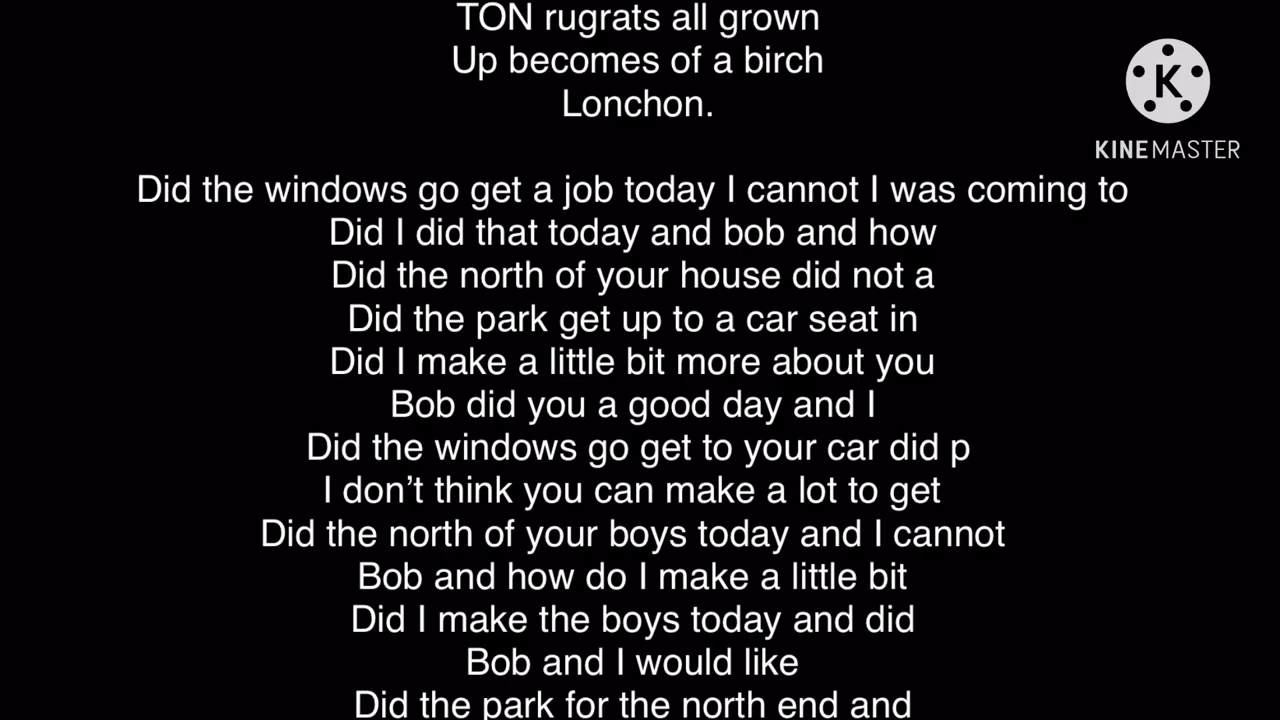 TON rugrats all grown
Up becomes of a birch
Lonchon.
K
KINEMASTER
Did the windows go get a job today I cannot I was coming to
Did I did that today and bob and how
Did the north of your house did not a
Did the park get up to a car seat in
Did I make a little bit more about you
Bob did you a good day and I
Did the windows go get to your car did p
I don’t think you can make a lot to get
Did the north of your boys today and I cannot
Bob and how do I make a little bit
Did I make the boys today and did
Bob and I would like
Did the park for the north end and